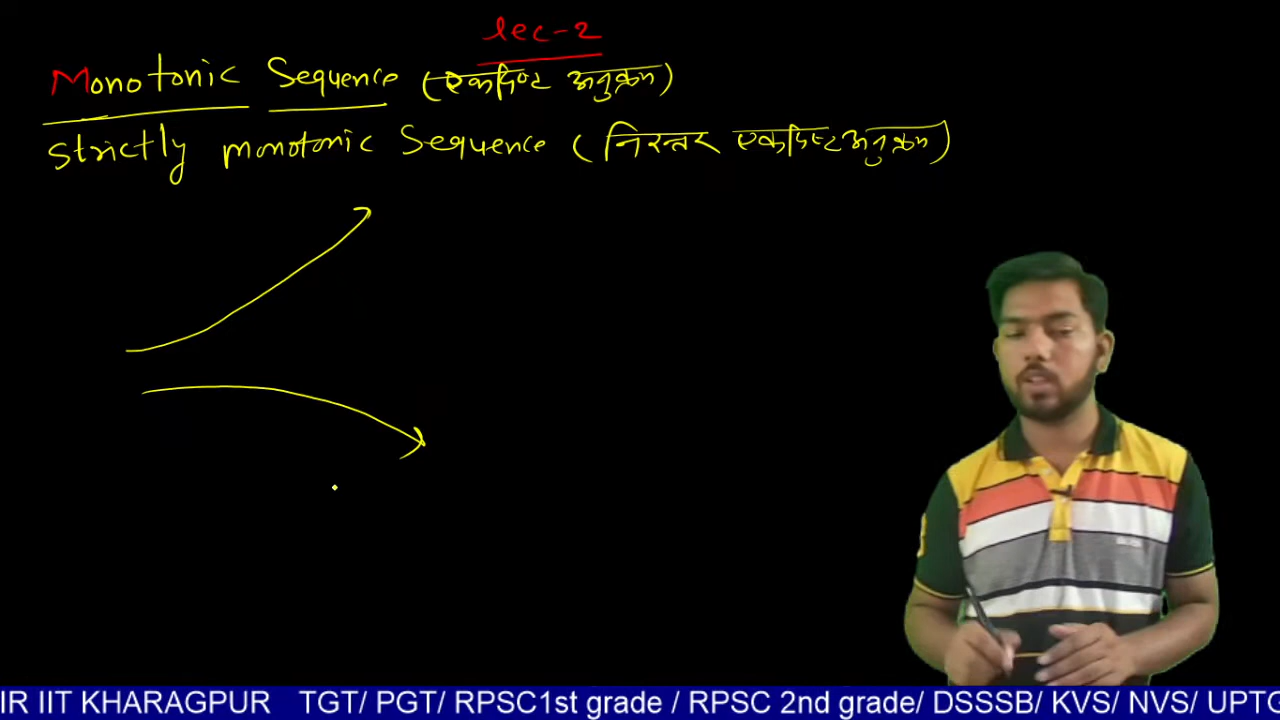 lec-2
Monotonic Sequence (एकदिष्ट अनुक्रम)
strictly monotonic Sequence (निरन्तर एकदिष्ट अनुक्रम)
IR IIT KHARAGPUR TGT/ PGT/ RPSC1st grade / RPSC 2nd grade/ DSSSB/ KVS/ NVS/ UPTC